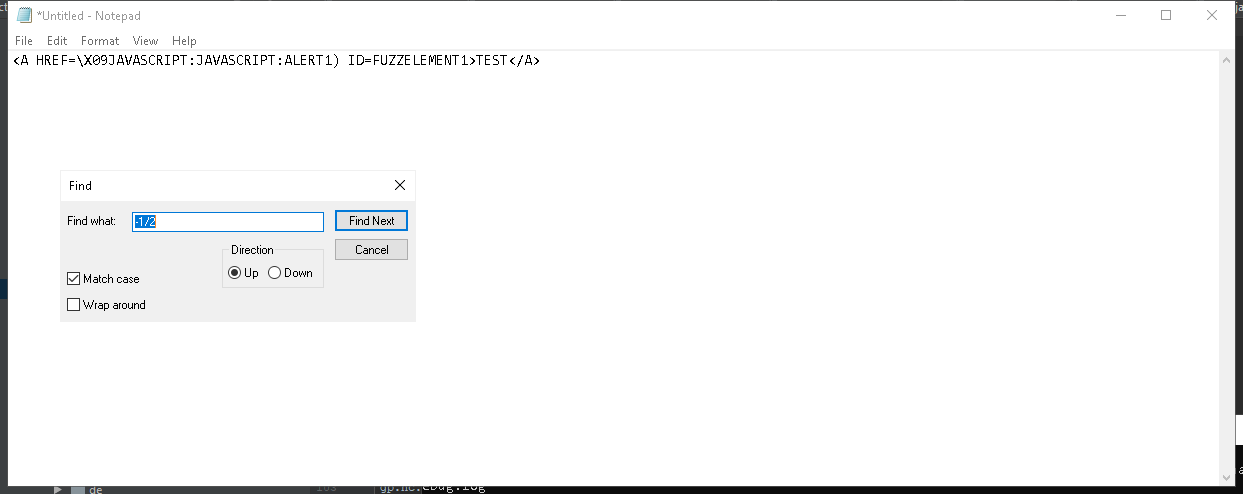 *Untitled - Notepad
File Edit Format View Help
<A HREF=\X09JAVASCRIPT:JAVASCRIPT:ALERT1) ID=FUZZELEMENT1>TEST</A>
Find
Find what: -1/2 Find Next
Direction Cancel
Up Down
Match case
Wrap around
de